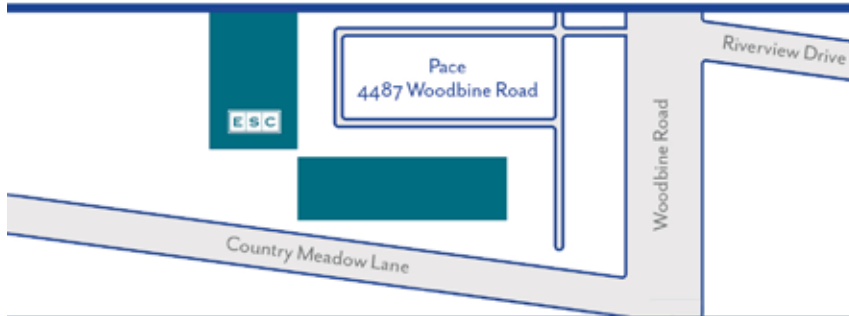 Riverview Drive
Pace
4487 Woodbine Road
ESC
Woodbine Road
Country Meadow Lane